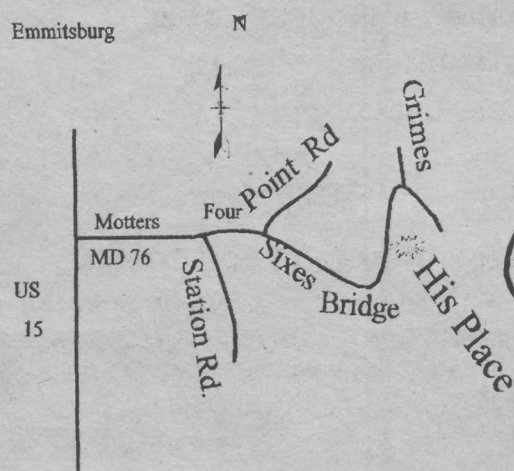 Emmitsburg
N
Grimes
Four Point Rd
Motters
MD 76
Station Rd.
Sixes Bridge
His Place
US
15